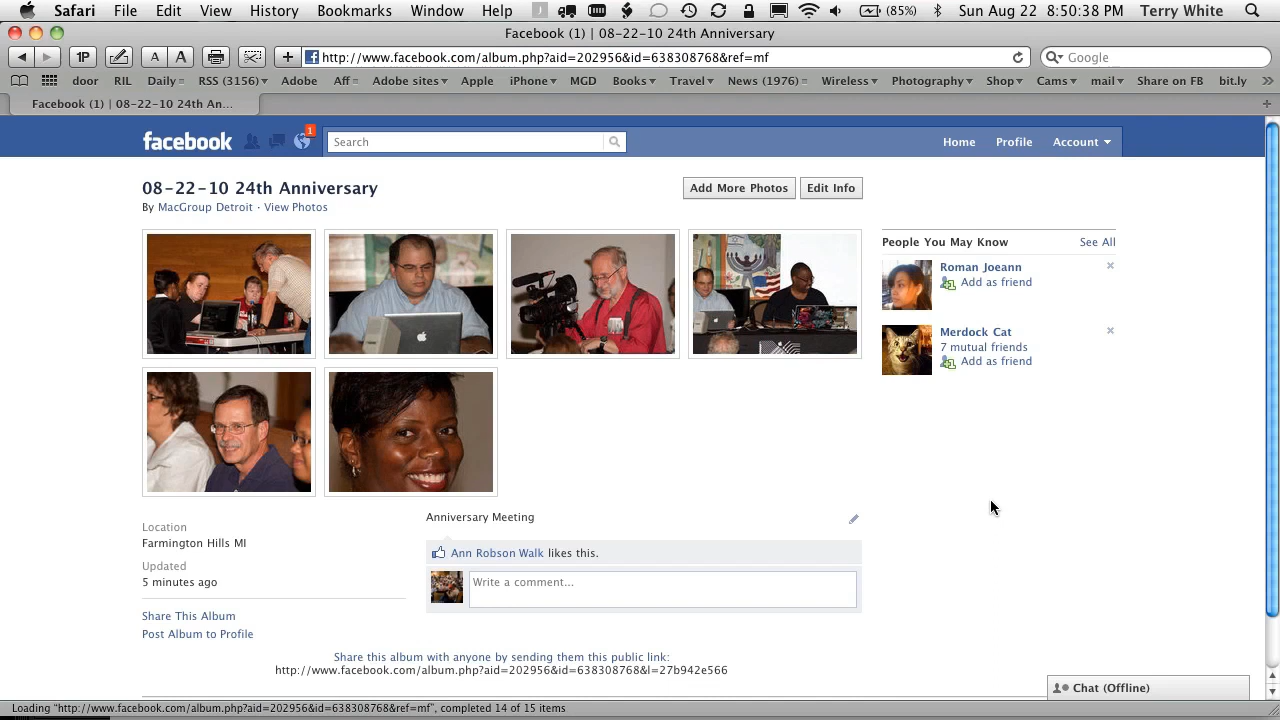 Safari File Edit View History Bookmarks Window Help (85%) Sun Aug 22 8:50:38 PM Terry White
Facebook (1) | 08-22-10 24th Anniversary
1P A A http://www.facebook.com/album.php?aid=202956&id=638308768&ref=mf Google
door RIL Daily RSS (3156) Adobe Aff Adobe sites Apple iPhone MGD Books Travel News (1976) Wireless Photography Shop Cams mail Share on FB bit.ly
Facebook (1) | 08-22-10 24th An...
facebook 1 Search Home Profile Account
08-22-10 24th Anniversary Add More Photos Edit Info
By MacGroup Detroit · View Photos
People You May Know See All
Roman Joeann
Add as friend
Merdock Cat
7 mutual friends
Add as friend
Location
Farmington Hills MI
Updated
5 minutes ago
Share This Album
Post Album to Profile
Anniversary Meeting
Ann Robson Walk likes this.
Write a comment...
Share this album with anyone by sending them this public link:
http://www.facebook.com/album.php?aid=202956&id=638308768&l=27b942e566
Chat (Offline)
Loading "http://www.facebook.com/album.php?aid=202956&id=638308768&ref=mf", completed 14 of 15 items